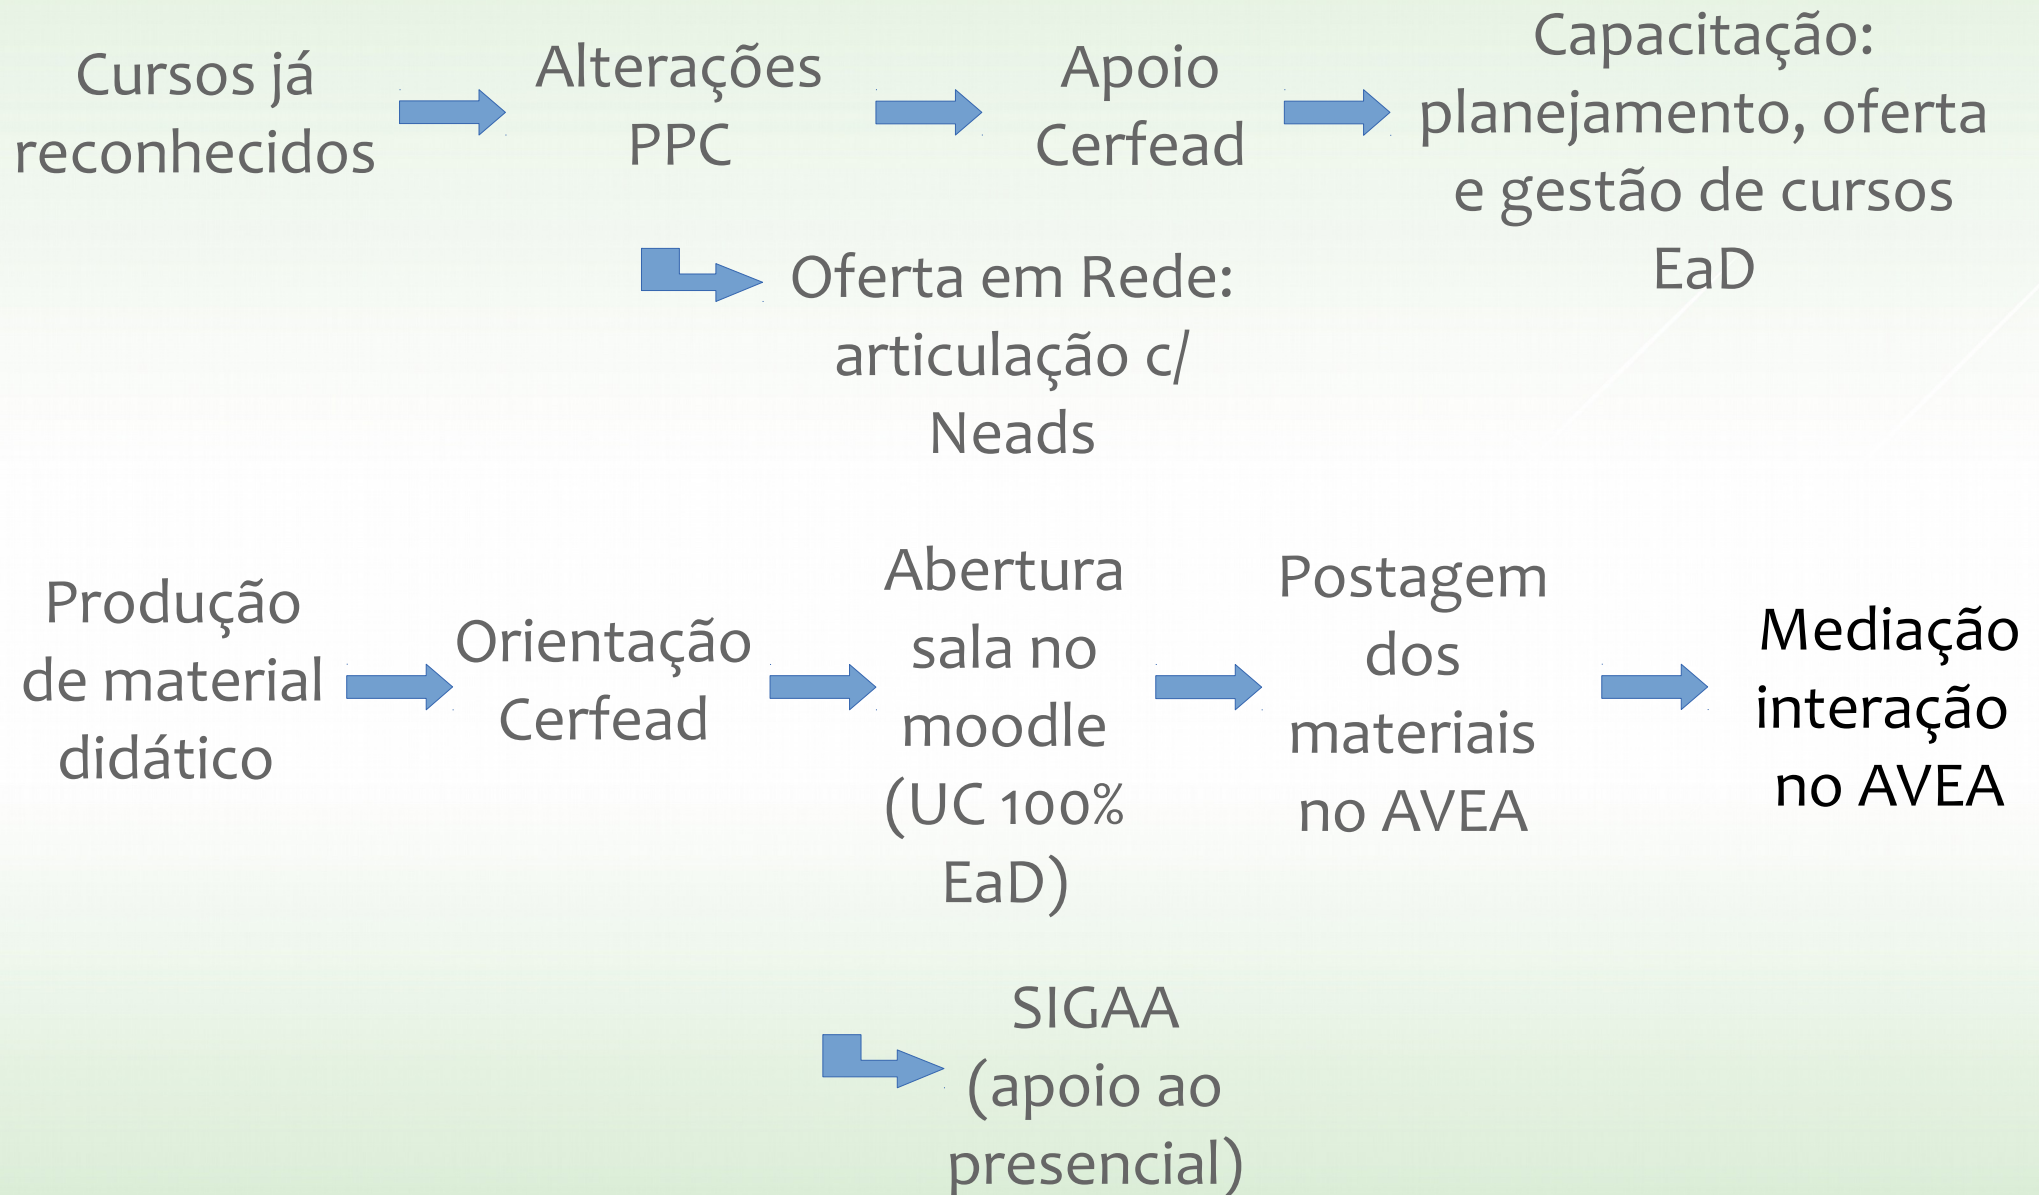 Cursos já
reconhecidos
Alterações
PPC
Apoio
Cerfead
Capacitação:
planejamento, oferta
e gestão de cursos
EaD
Oferta em Rede:
articulação c/
Neads
Produção
de material
didático
Orientação
Cerfead
Abertura
sala no
moodle
(UC 100%
EaD)
Postagem
dos
materiais
no AVEA
Mediação
interação
no AVEA
SIGAA
(apoio ao
presencial)